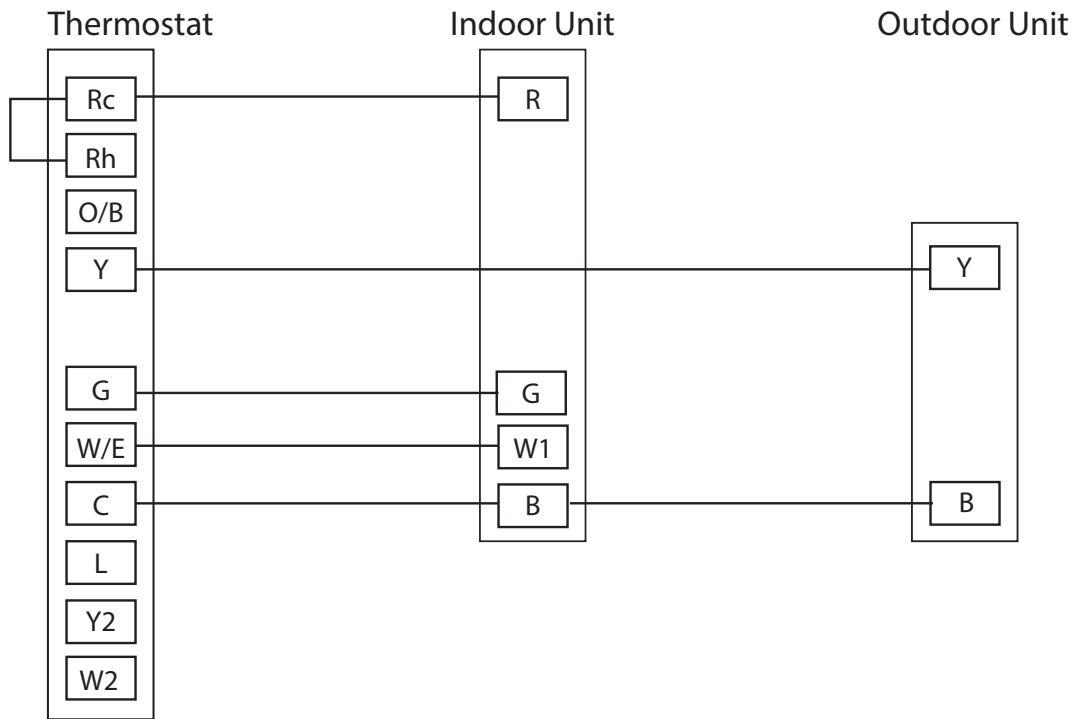 Thermostat Indoor Unit Outdoor Unit
Rc R
Rh
O/B
Y Y
G G
W/E W1
C B B
L
Y2
W2